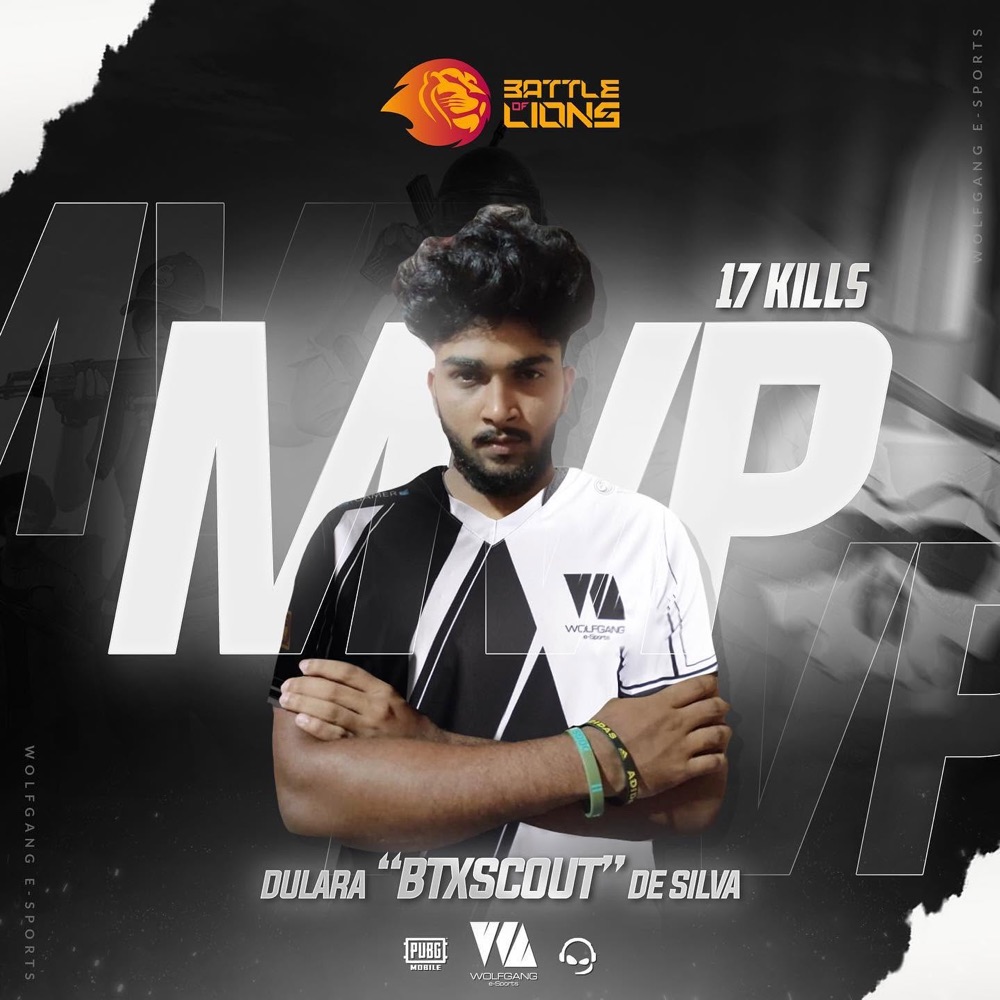 BATTLE
OF
LIONS
WOLFGANG E-SPORTS
17 KILLS
MVP
WOLFGANG
e-Sports
ADIDAS
WOLFGANG E-SPORTS
DULARA "BTXSCOUT" DE SILVA
PUBG
MOBILE
WOLFGANG
e-Sports